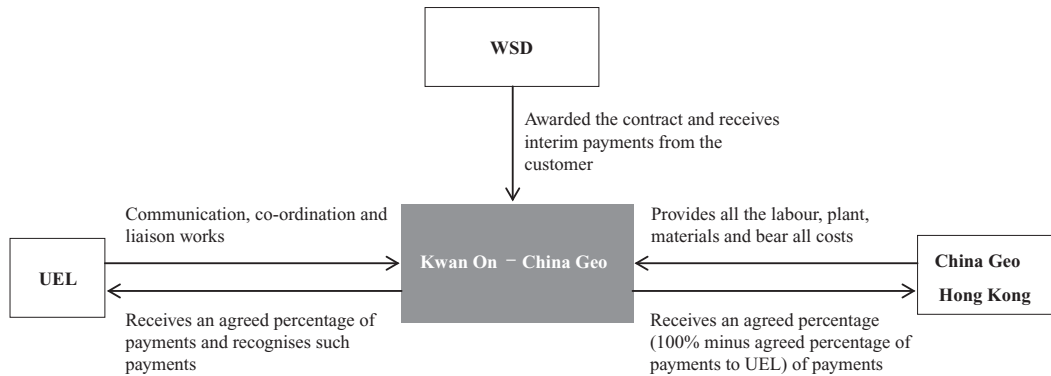 WSD
Awarded the contract and receives
interim payments from the
customer
Communication, co-ordination and
liaison works
Provides all the labour, plant,
materials and bear all costs
UEL
Kwan On – China Geo
China Geo
Hong Kong
Receives an agreed percentage of
payments and recognises such
payments
Receives an agreed percentage
(100% minus agreed percentage of
payments to UEL) of payments